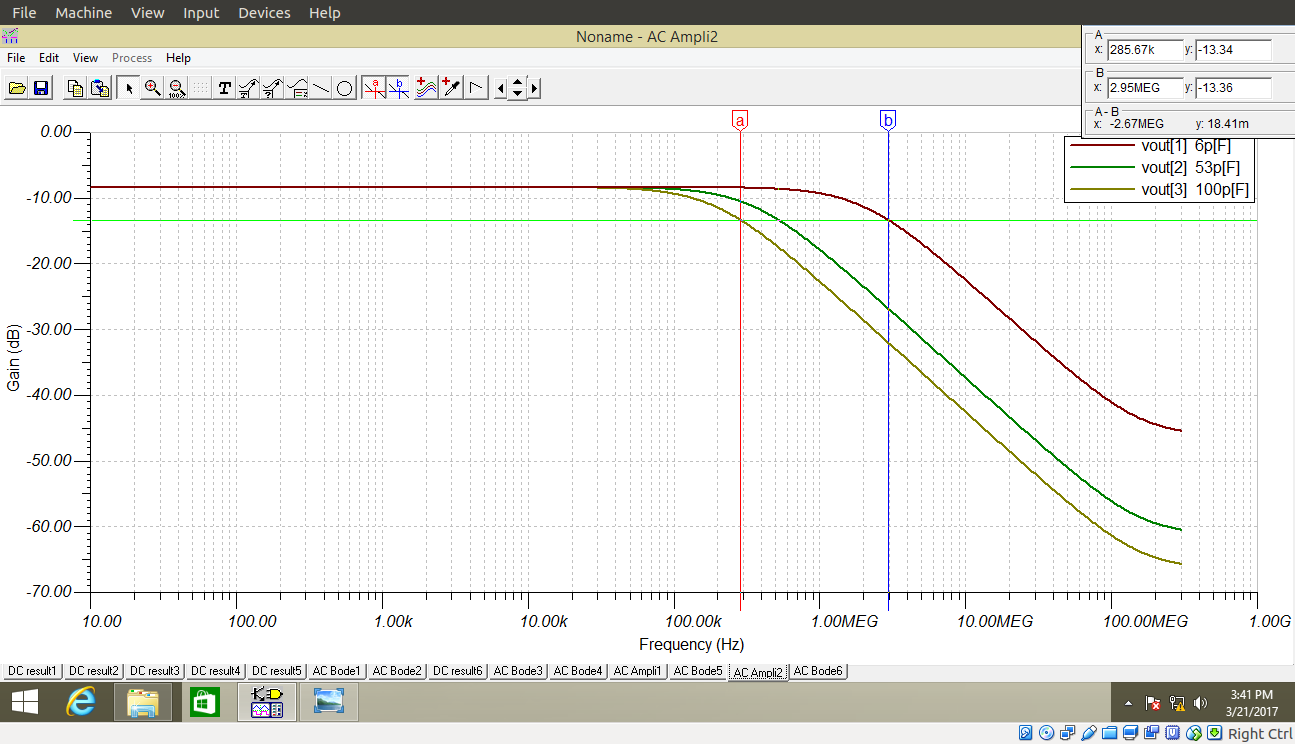 File Machine View Input Devices Help
Noname - AC Ampli2
File Edit View Process Help
T
100%
a
b
A
x: 285.67k y: -13.34
B
x: 2.95MEG y: -13.36
A - B
x: -2.67MEG y: 18.41m
a
b
vout[1] 6p[F]
vout[2] 53p[F]
vout[3] 100p[F]
0.00
-10.00
-20.00
-30.00
-40.00
-50.00
-60.00
-70.00
Gain (dB)
10.00 100.00 1.00k 10.00k 100.00k 1.00MEG 10.00MEG 100.00MEG 1.00G
Frequency (Hz)
DC result1 DC result2 DC result3 DC result4 DC result5 AC Bode1 AC Bode2 DC result6 AC Bode3 AC Bode4 AC Ampli1 AC Bode5 AC Ampli2 AC Bode6
3:41 PM
3/21/2017
Right Ctrl